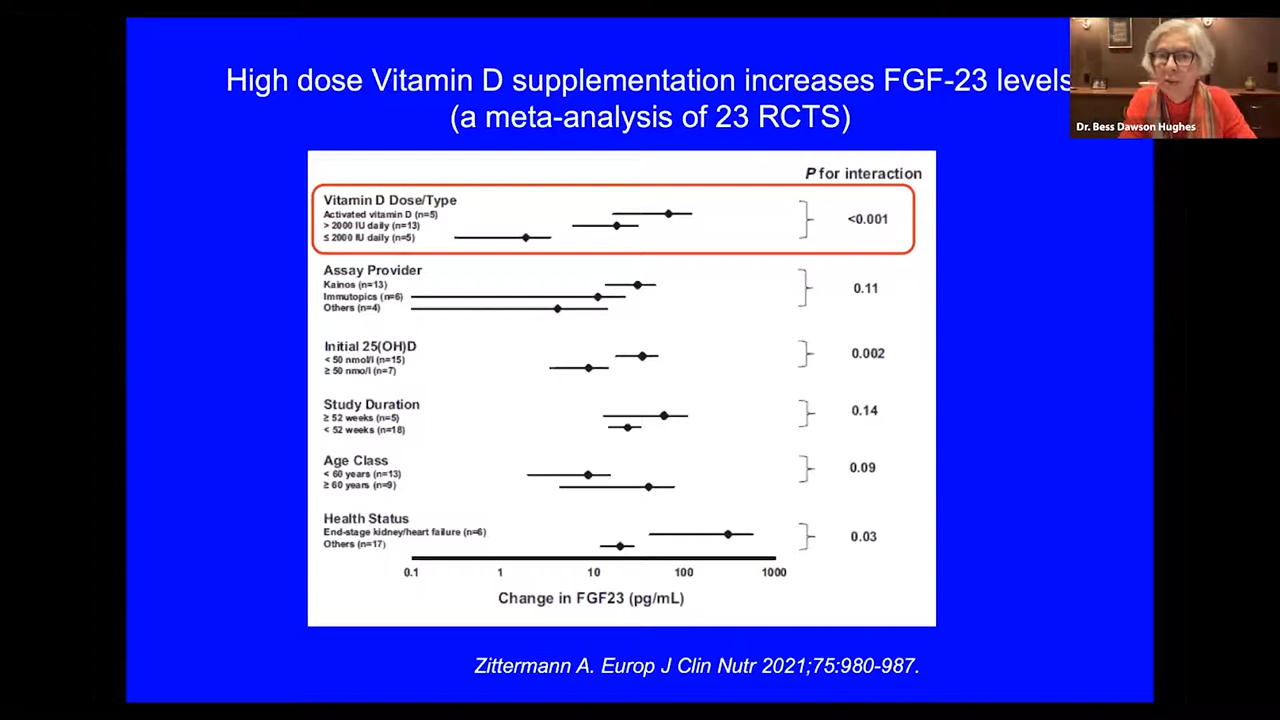 High dose Vitamin D supplementation increases FGF-23 levels
(a meta-analysis of 23 RCTS)
Dr. Bess Dawson Hughes
P for interaction
Vitamin D Dose/Type
Activated vitamin D (n=5)
> 2000 IU daily (n=13)
≤ 2000 IU daily (n=5)
<0.001
Assay Provider
Kainos (n=13)
Immutopics (n=6)
Others (n=4)
0.11
Initial 25(OH)D
< 50 nmol/l (n=15)
≥ 50 nmo/l (n=7)
0.002
Study Duration
≥ 52 weeks (n=5)
< 52 weeks (n=18)
0.14
Age Class
< 60 years (n=13)
≥ 60 years (n=9)
0.09
Health Status
End-stage kidney/heart failure (n=6)
Others (n=17)
0.03
0.1 1 10 100 1000
Change in FGF23 (pg/mL)
Zittermann A. Europ J Clin Nutr 2021;75:980-987.